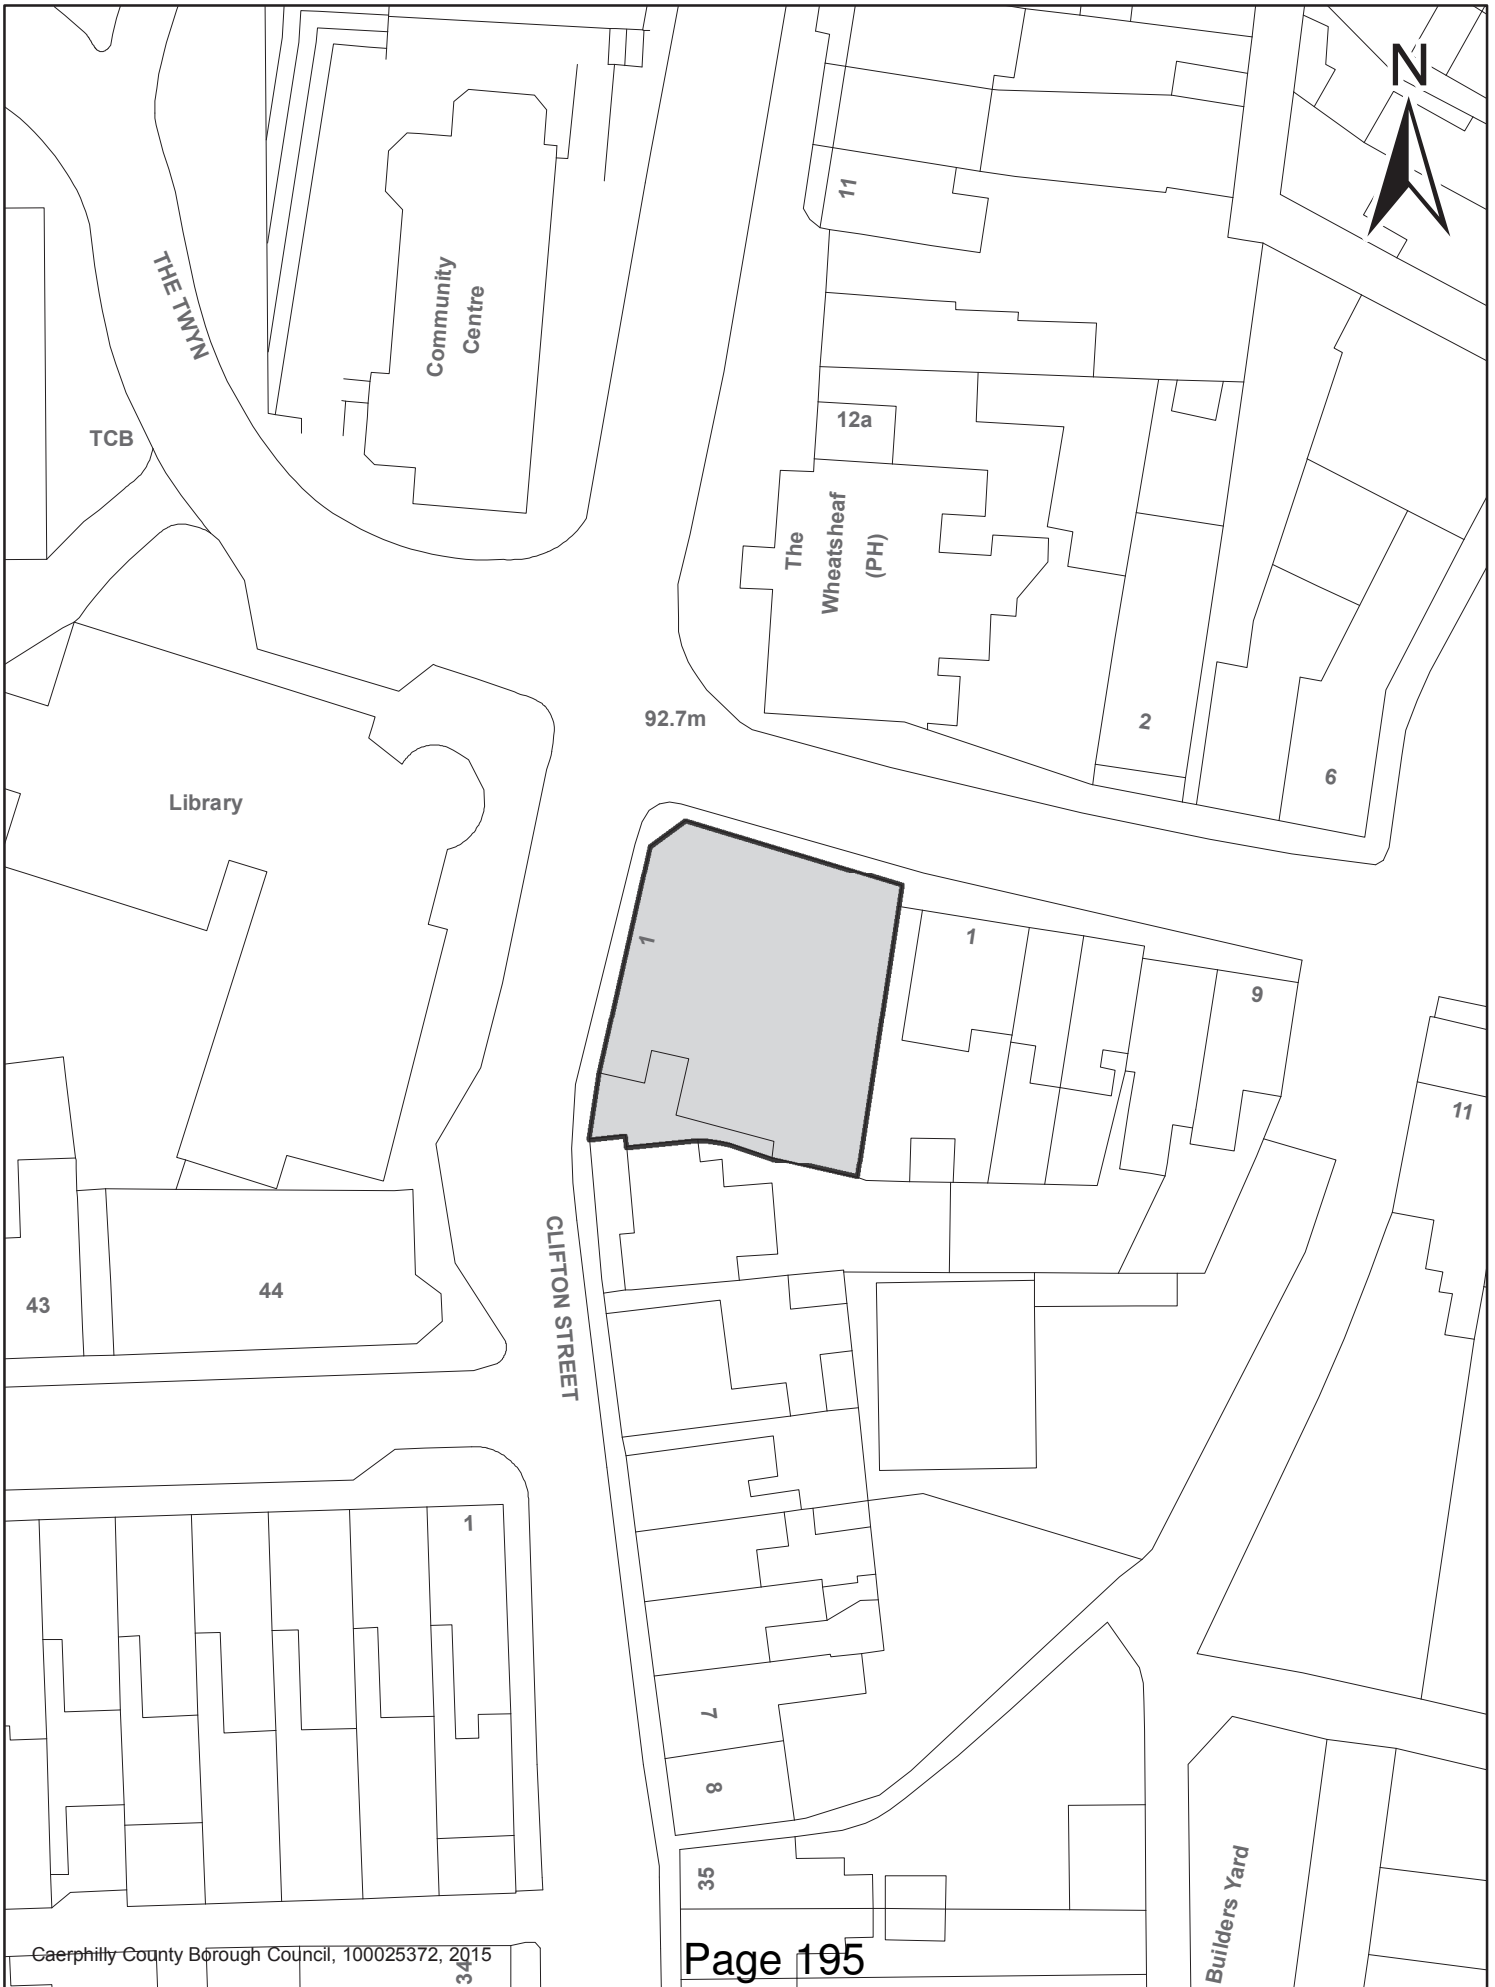 N
11
THE TWYN
Community
Centre
TCB
12a
The
Wheatsheaf
(PH)
92.7m
2
6
Library
1
1
9
11
CLIFTON STREET
43
44
1
7
8
35
Builders Yard
Caerphilly County Borough Council, 100025372, 2015
34
Page 195